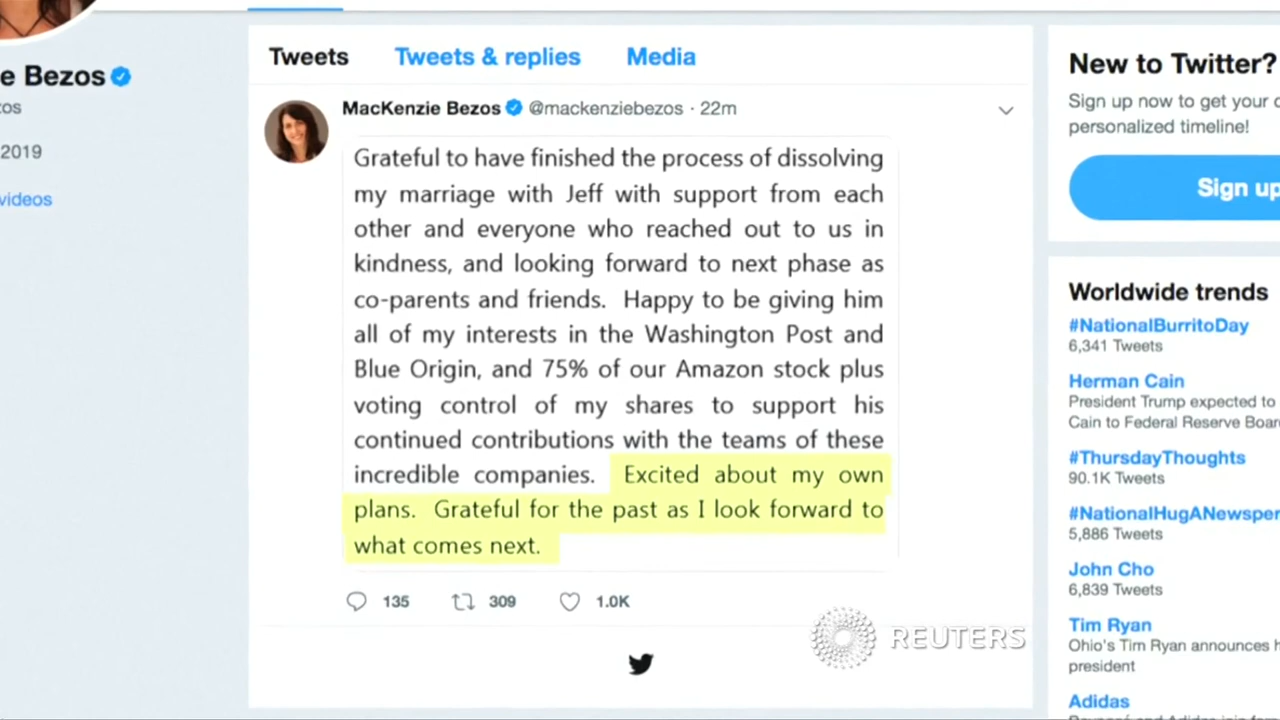 e Bezos
zos
2019
videos
Tweets Tweets & replies Media
MacKenzie Bezos @mackenziebezos · 22m
Grateful to have finished the process of dissolving
my marriage with Jeff with support from each
other and everyone who reached out to us in
kindness, and looking forward to next phase as
co-parents and friends. Happy to be giving him
all of my interests in the Washington Post and
Blue Origin, and 75% of our Amazon stock plus
voting control of my shares to support his
continued contributions with the teams of these
incredible companies. Excited about my own
plans. Grateful for the past as I look forward to
what comes next.
135 309 1.0K
REUTERS
New to Twitter?
Sign up now to get your o
personalized timeline!
Sign up
Worldwide trends
#NationalBurritoDay
6,341 Tweets
Herman Cain
President Trump expected to
Cain to Federal Reserve Boar
#ThursdayThoughts
90.1K Tweets
#NationalHugANewsper
5,886 Tweets
John Cho
6,839 Tweets
Tim Ryan
Ohio's Tim Ryan announces h
president
Adidas